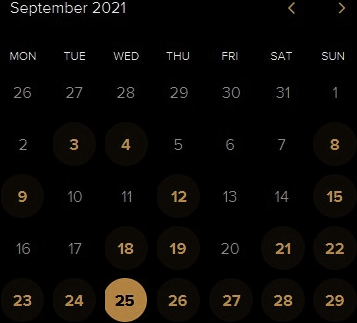 September 2021 < >
MON TUE WED THU FRI SAT SUN
26 27 28 29 30 31 1
2 3 4 5 6 7 8
9 10 11 12 13 14 15
16 17 18 19 20 21 22
23 24 25 26 27 28 29